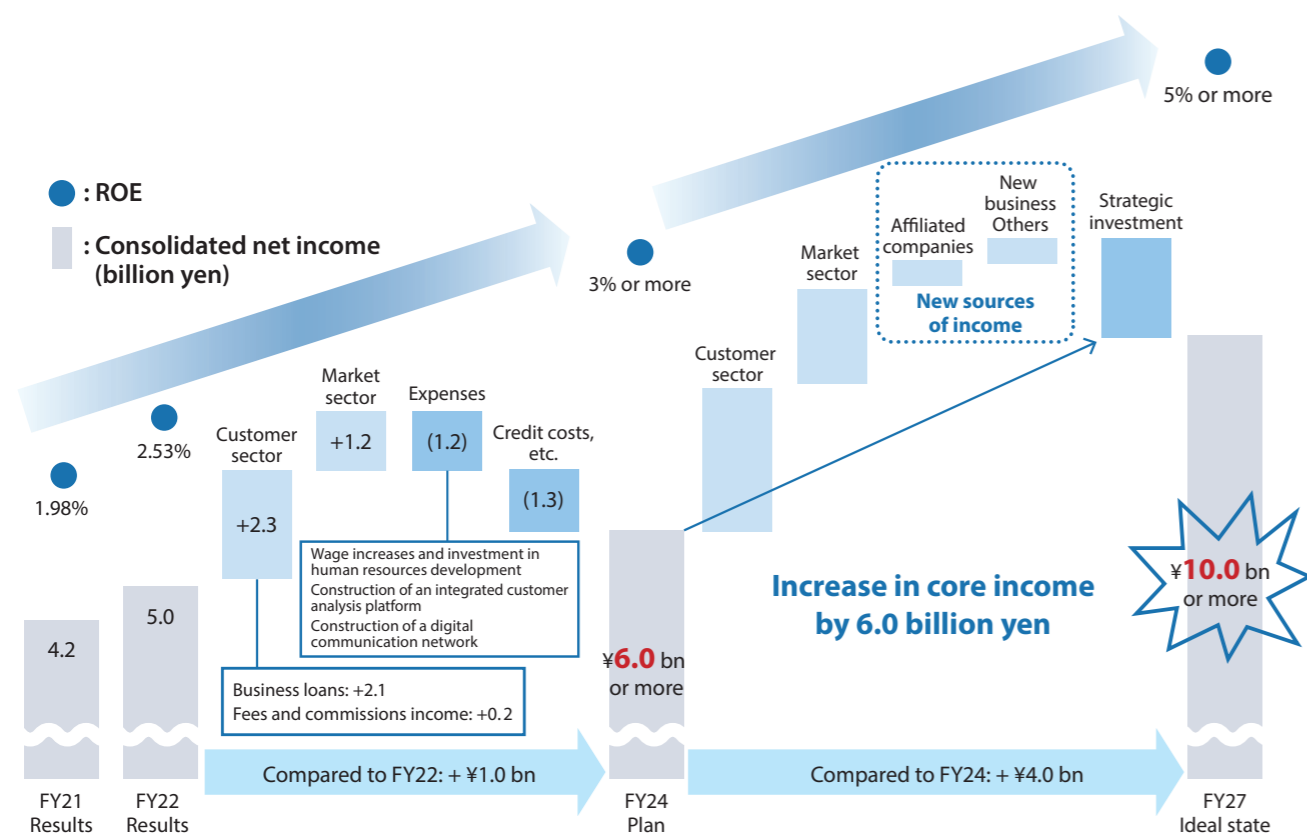 : ROE
: Consolidated net income
(billion yen)
1.98%
2.53%
3% or more
5% or more
4.2
5.0
Customer
sector
+2.3
Market
sector
+1.2
Expenses
(1.2)
Credit costs,
etc.
(1.3)
Wage increases and investment in
human resources development
Construction of an integrated customer
analysis platform
Construction of a digital
communication network
Business loans: +2.1
Fees and commissions income: +0.2
¥6.0 bn
or more
Customer
sector
Market
sector
Affiliated
companies
New
business
Others
New sources
of income
Strategic
investment
Increase in core income
by 6.0 billion yen
¥10.0 bn
or more
Compared to FY22: + ¥1.0 bn
Compared to FY24: + ¥4.0 bn
FY21
Results
FY22
Results
FY24
Plan
FY27
Ideal state